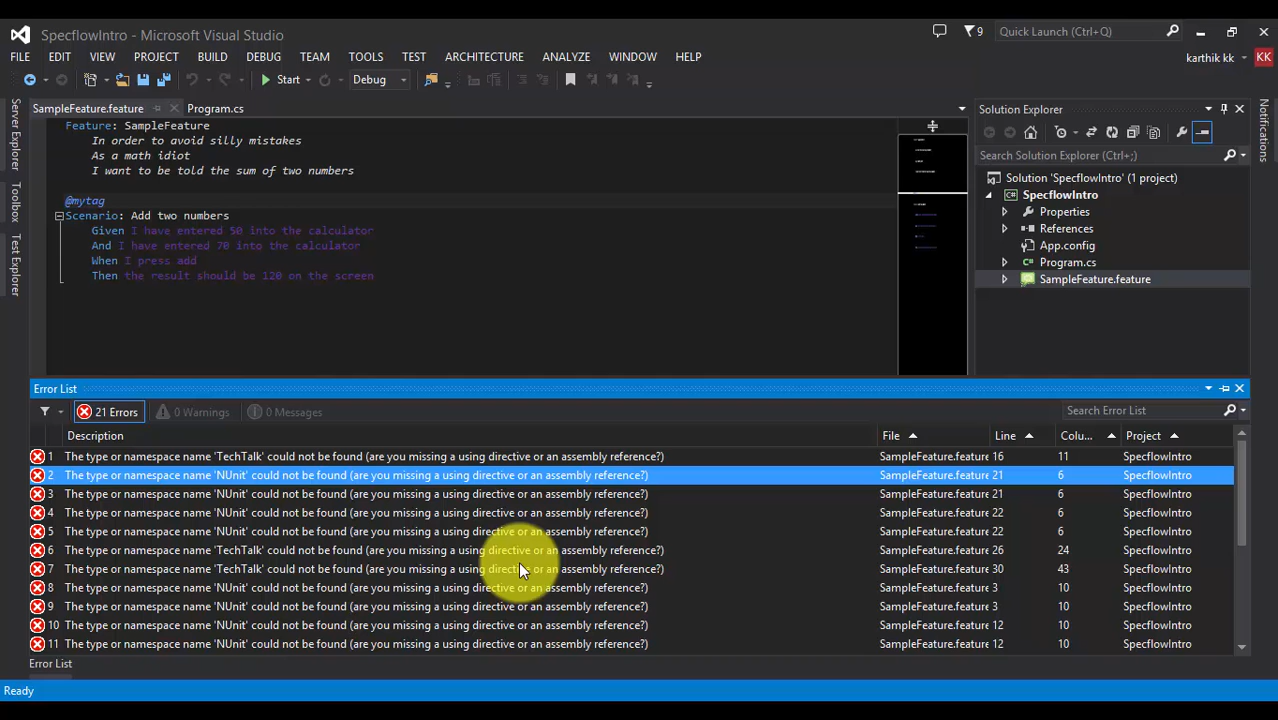 SpecflowIntro - Microsoft Visual Studio
9
Quick Launch (Ctrl+Q)
FILE EDIT VIEW PROJECT BUILD DEBUG TEAM TOOLS TEST ARCHITECTURE ANALYZE WINDOW HELP
karthik kk KK
Start Debug
Server Explorer
Toolbox
Test Explorer
SampleFeature.feature Program.cs
Feature: SampleFeature
In order to avoid silly mistakes
As a math idiot
I want to be told the sum of two numbers
@mytag
Scenario: Add two numbers
Given I have entered 50 into the calculator
And I have entered 70 into the calculator
When I press add
Then the result should be 120 on the screen
Solution Explorer
Search Solution Explorer (Ctrl+;)
Solution 'SpecflowIntro' (1 project)
C# SpecflowIntro
Properties
References
App.config
C# Program.cs
SampleFeature.feature
Notifications
Error List
21 Errors 0 Warnings 0 Messages
Search Error List
Description File Line Colu... Project
1 The type or namespace name 'TechTalk' could not be found (are you missing a using directive or an assembly reference?) SampleFeature.feature 16 11 SpecflowIntro
2 The type or namespace name 'NUnit' could not be found (are you missing a using directive or an assembly reference?) SampleFeature.feature 21 6 SpecflowIntro
3 The type or namespace name 'NUnit' could not be found (are you missing a using directive or an assembly reference?) SampleFeature.feature 21 6 SpecflowIntro
4 The type or namespace name 'NUnit' could not be found (are you missing a using directive or an assembly reference?) SampleFeature.feature 22 6 SpecflowIntro
5 The type or namespace name 'NUnit' could not be found (are you missing a using directive or an assembly reference?) SampleFeature.feature 22 6 SpecflowIntro
6 The type or namespace name 'TechTalk' could not be found (are you missing a using directive or an assembly reference?) SampleFeature.feature 26 24 SpecflowIntro
7 The type or namespace name 'TechTalk' could not be found (are you missing a using directive or an assembly reference?) SampleFeature.feature 30 43 SpecflowIntro
8 The type or namespace name 'NUnit' could not be found (are you missing a using directive or an assembly reference?) SampleFeature.feature 3 10 SpecflowIntro
9 The type or namespace name 'NUnit' could not be found (are you missing a using directive or an assembly reference?) SampleFeature.feature 3 10 SpecflowIntro
10 The type or namespace name 'NUnit' could not be found (are you missing a using directive or an assembly reference?) SampleFeature.feature 12 10 SpecflowIntro
11 The type or namespace name 'NUnit' could not be found (are you missing a using directive or an assembly reference?) SampleFeature.feature 12 10 SpecflowIntro
Error List
Ready